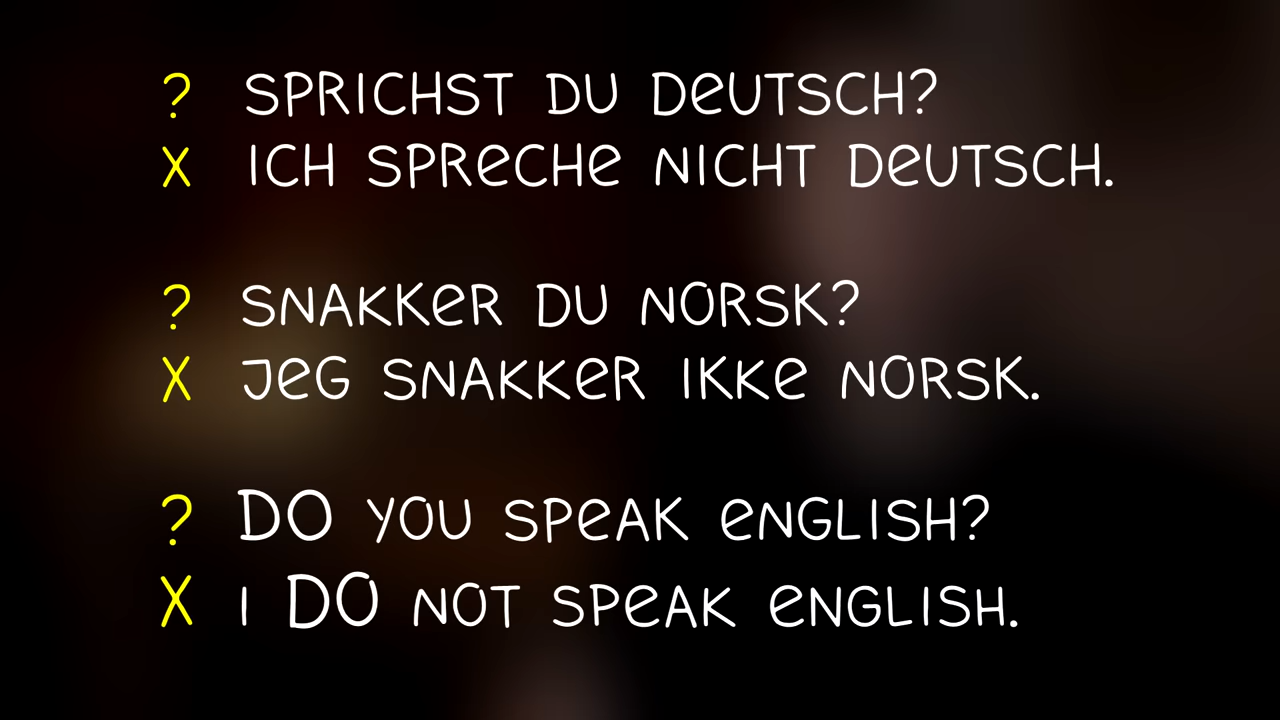 ? SPRICHST DU DeUTSCH?
X ICH SPReCHe NICHT DeUTSCH.
? SNAKKeR DU NORSK?
X JeG SNAKKeR IKKe NORSK.
? DO YOU SPeAK eNGLISH?
X I DO NOT SPeAK eNGLISH.